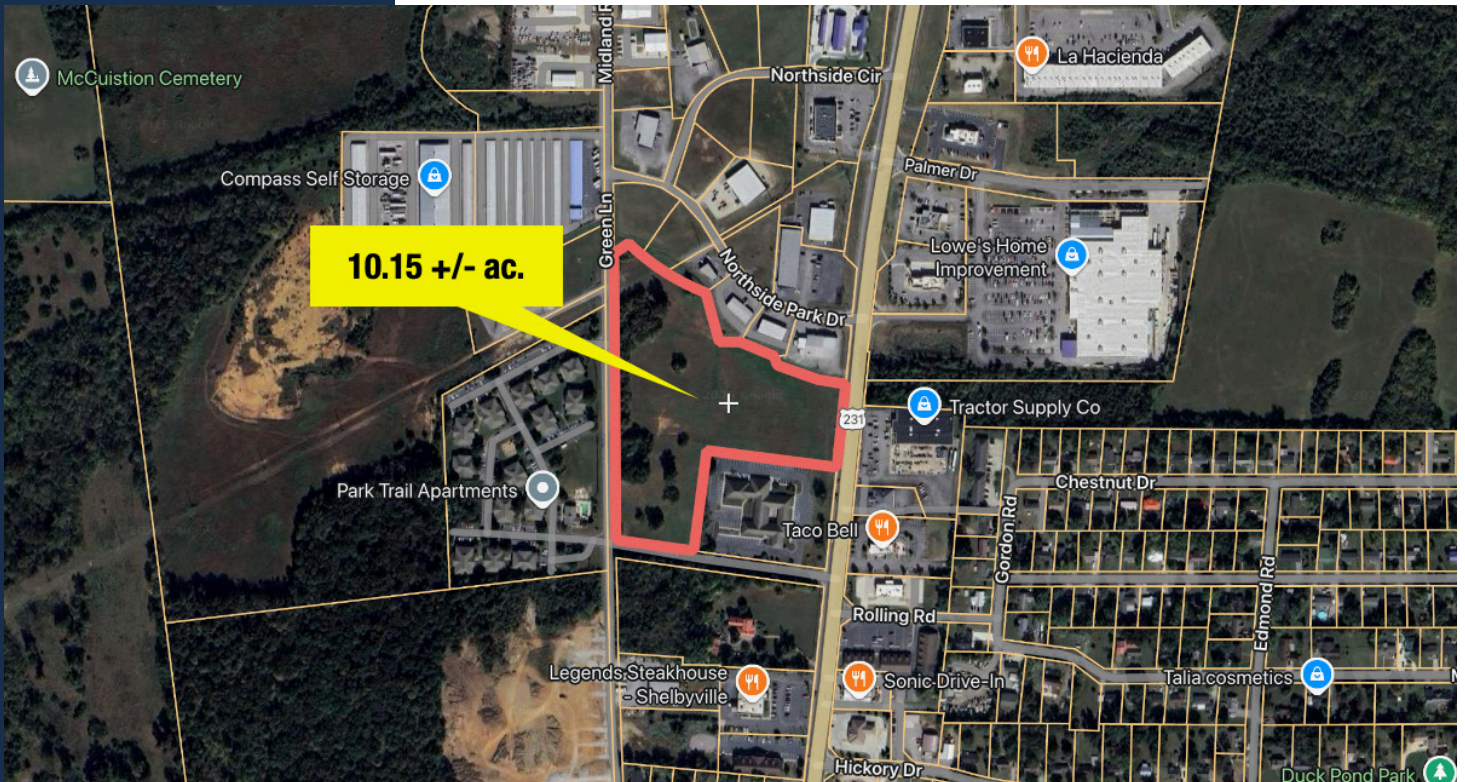 Midland R
Northside Cir
La Hacienda
McCuistion Cemetery
Palmer Dr
Compass Self Storage
Green Ln
Lowe's Home
Improvement
10.15 +/- ac.
Northside Park Dr
231
Tractor Supply Co
Chestnut Dr
Park Trail Apartments
Taco Bell
Gordon Rd
Edmond Rd
Rolling Rd
Legends Steakhouse
- Shelbyville
Sonic Drive-In
Talia.cosmetics
M
Hickory Dr
Duck Pond Park